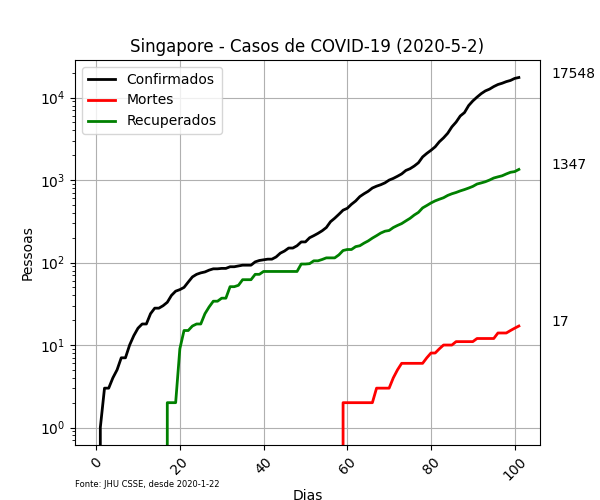 Singapore - Casos de COVID-19 (2020-5-2)
Confirmados
Mortes
Recuperados
17548
1347
17
Pessoas
10⁴
10³
10²
10¹
10⁰
0 20 40 60 80 100
Fonte: JHU CSSE, desde 2020-1-22
Dias